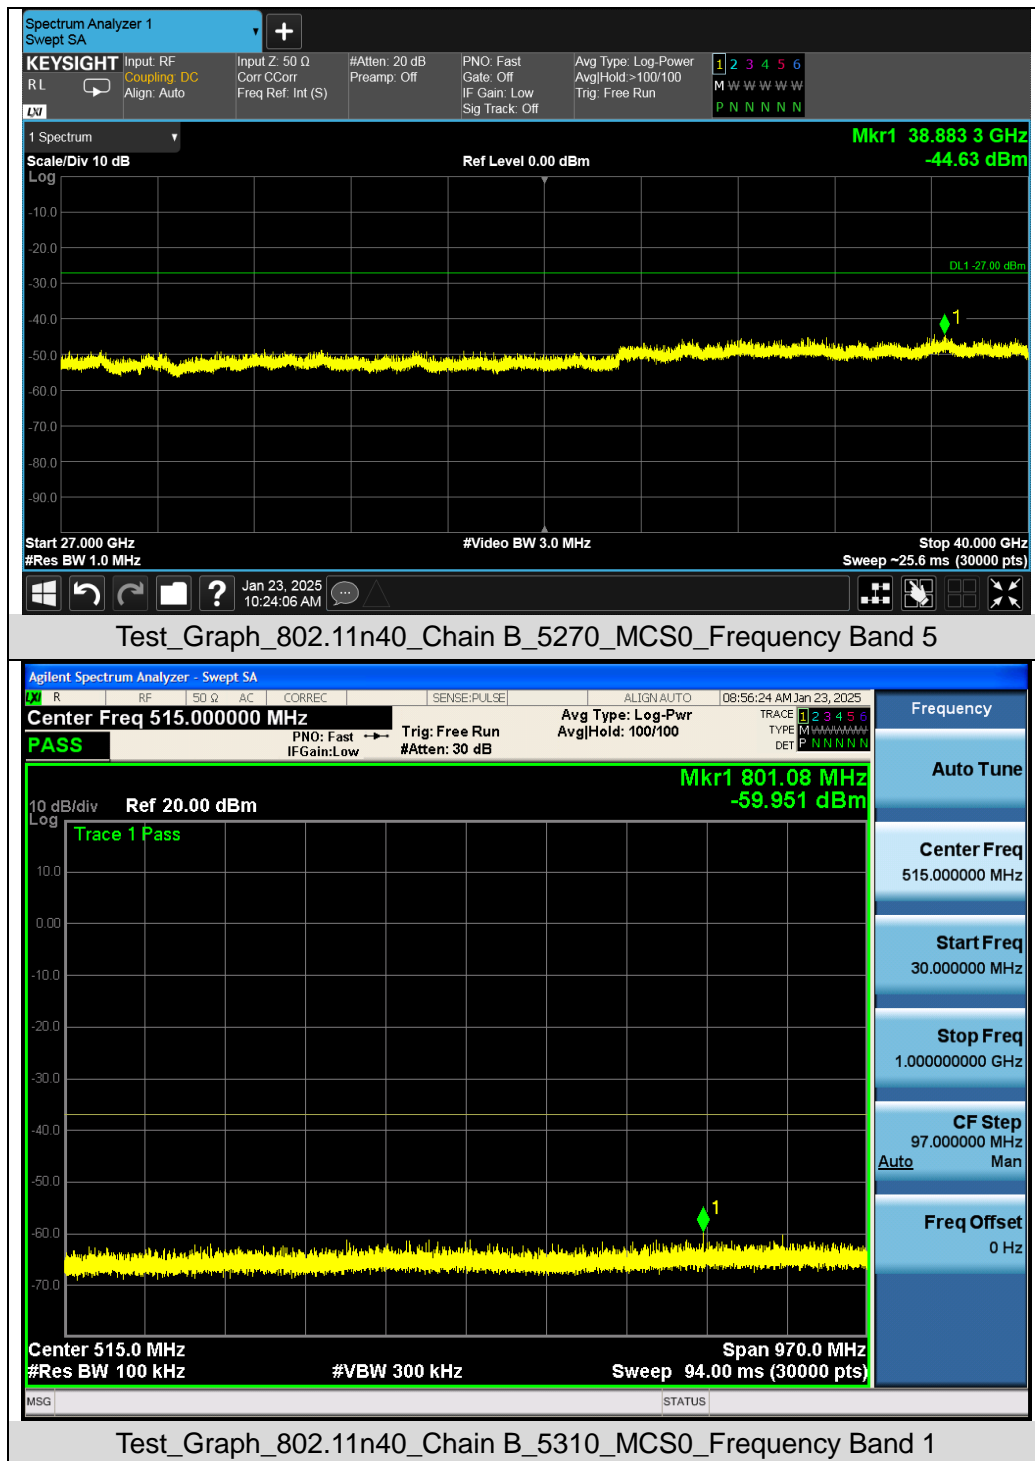 Spectrum Analyzer 1
Swept SA
+
KEYSIGHT
R L
LXI
Input: RF
Coupling: DC
Align: Auto
Input Z: 50 Ω
Corr CCorr
Freq Ref: Int (S)
#Atten: 20 dB
Preamp: Off
PNO: Fast
Gate: Off
IF Gain: Low
Sig Track: Off
Avg Type: Log-Power
Avg|Hold:>100/100
Trig: Free Run
1 2 3 4 5 6
M W W W W W
P N N N N N
1 Spectrum
Mkr1 38.883 3 GHz
Scale/Div 10 dB
Ref Level 0.00 dBm
-44.63 dBm
Log
-10.0
-20.0
DL1 -27.00 dBm
-30.0
-40.0
1
-50.0
-60.0
-70.0
-80.0
-90.0
Start 27.000 GHz
#Video BW 3.0 MHz
Stop 40.000 GHz
#Res BW 1.0 MHz
Sweep ~25.6 ms (30000 pts)
?
Jan 23, 2025
10:24:06 AM
Test_Graph_802.11n40_Chain B_5270_MCS0_Frequency Band 5
Agilent Spectrum Analyzer - Swept SA
LXI R RF 50 Ω AC CORREC SENSE:PULSE ALIGN AUTO 08:56:24 AM Jan 23, 2025
Center Freq 515.000000 MHz
PASS
PNO: Fast
IFGain:Low
Trig: Free Run
#Atten: 30 dB
Avg Type: Log-Pwr
Avg|Hold: 100/100
TRACE 1 2 3 4 5 6
TYPE M W W W W W
DET P N N N N N
Frequency
Auto Tune
Center Freq
515.000000 MHz
Start Freq
30.000000 MHz
Stop Freq
1.000000000 GHz
CF Step
97.000000 MHz
Auto Man
Freq Offset
0 Hz
Mkr1 801.08 MHz
-59.951 dBm
10 dB/div Ref 20.00 dBm
Log
Trace 1 Pass
10.0
0.00
-10.0
-20.0
-30.0
-40.0
-50.0
1
-60.0
-70.0
Center 515.0 MHz
Span 970.0 MHz
#Res BW 100 kHz
#VBW 300 kHz
Sweep 94.00 ms (30000 pts)
MSG
STATUS
Test_Graph_802.11n40_Chain B_5310_MCS0_Frequency Band 1